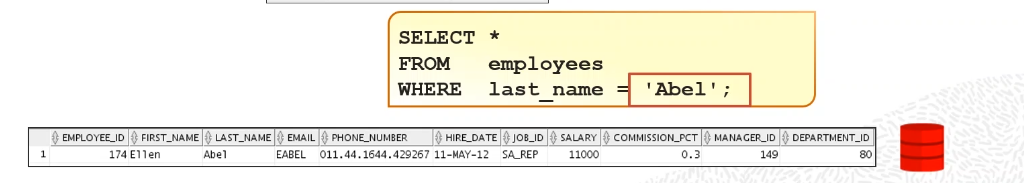 SELECT *
FROM employees
WHERE last_name = 'Abel';
EMPLOYEE_ID FIRST_NAME LAST_NAME EMAIL PHONE_NUMBER HIRE_DATE JOB_ID SALARY COMMISSION_PCT MANAGER_ID DEPARTMENT_ID
1 174 Ellen Abel EABEL 011.44.1644.429267 11-MAY-12 SA_REP 11000 0.3 149 80